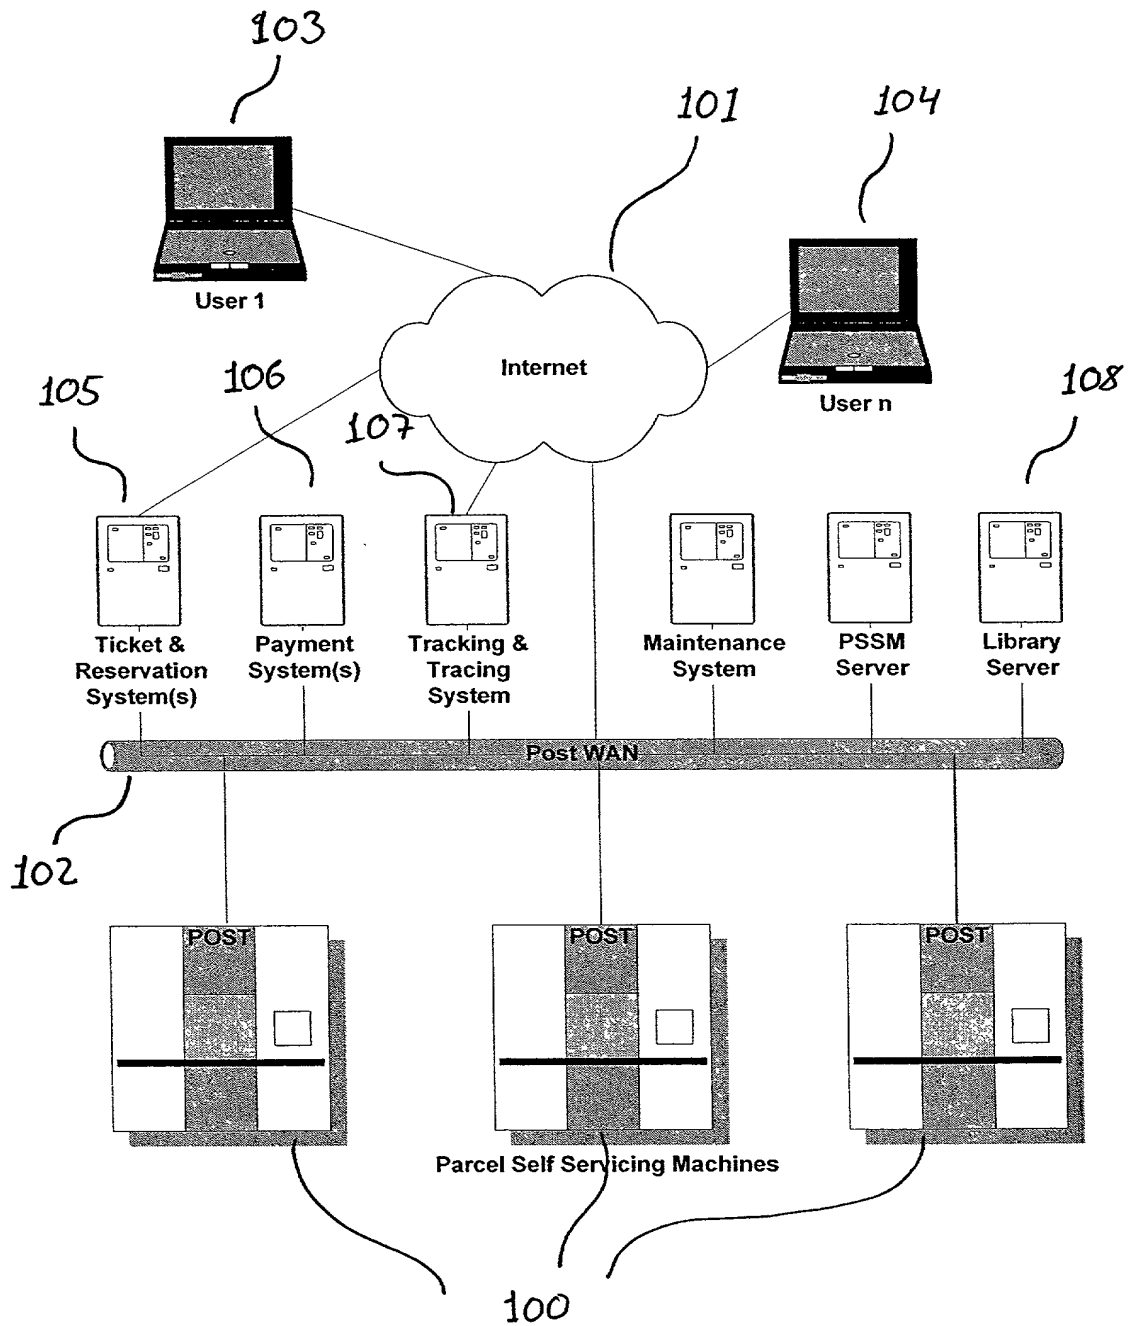 103
101
104
User 1
Internet
User n
105
106
107
108
Ticket &
Reservation
System(s)
Payment
System(s)
Tracking &
Tracing
System
Maintenance
System
PSSM
Server
Library
Server
Post WAN
102
POST
POST
POST
Parcel Self Servicing Machines
100